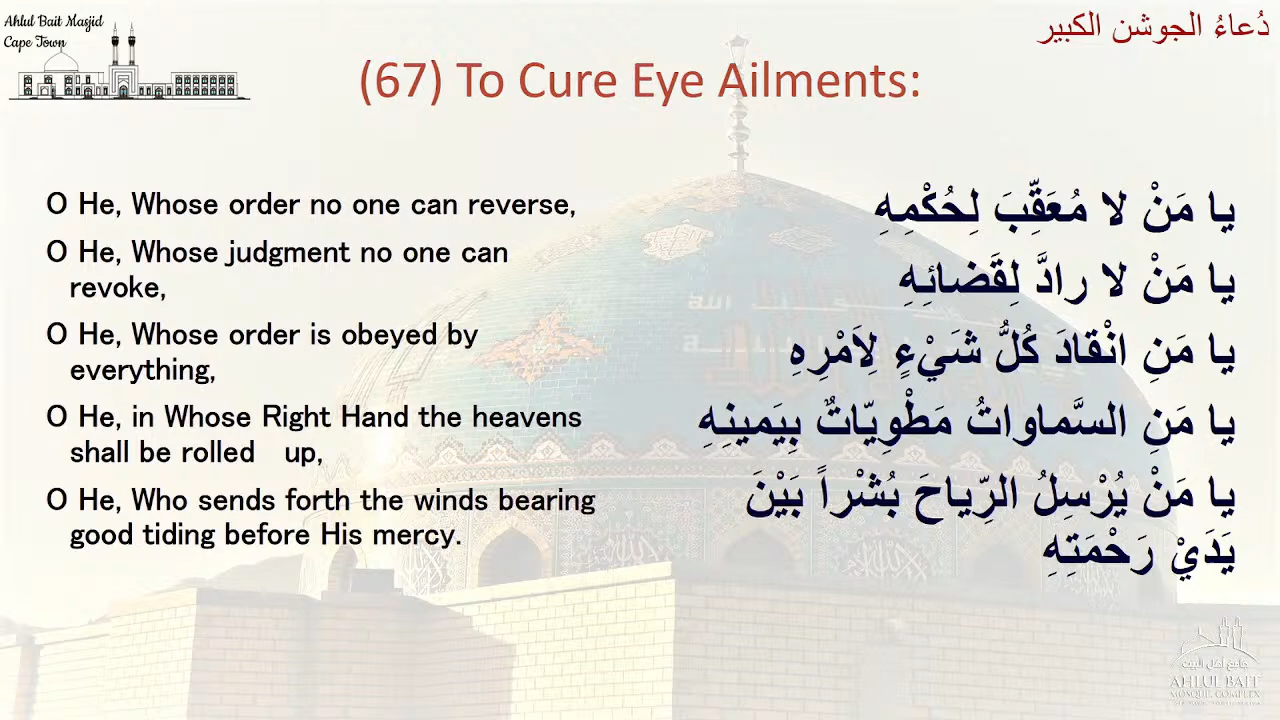 Ahlul Bait Masjid
Cape Town
دُعاءُ الجوشن الكبير
(67) To Cure Eye Ailments:
O He, Whose order no one can reverse,
O He, Whose judgment no one can
revoke,
O He, Whose order is obeyed by
everything,
O He, in Whose Right Hand the heavens
shall be rolled up,
O He, Who sends forth the winds bearing
good tiding before His mercy.
يا مَنْ لا مُعَقِّبَ لِحُكْمِهِ
يا مَنْ لا رادَّ لِقَضائِهِ
يا مَنِ انْقادَ كُلُّ شَيْءٍ لِاَمْرِهِ
يا مَنِ السَّماواتُ مَطْوِيّاتٌ بِيَمينِهِ
يا مَنْ يُرْسِلُ الرِّياحَ بُشْراً بَيْنَ
يَدَيْ رَحْمَتِهِ
AHLUL BAIT
MOSQUE COMPLEX